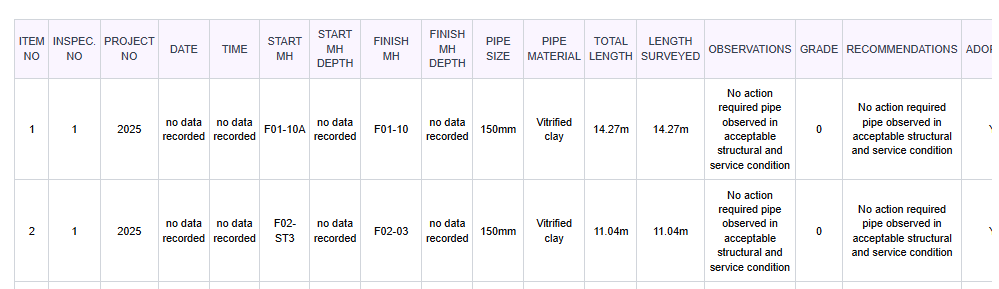 ITEM NO	INSPEC. NO	PROJECT NO	DATE	TIME	START MH	START MH DEPTH	FINISH MH	FINISH MH DEPTH	PIPE SIZE	PIPE MATERIAL	TOTAL LENGTH	LENGTH SURVEYED	OBSERVATIONS	GRADE	RECOMMENDATIONS
1	1	2025	no data recorded	no data recorded	F01-10A	no data recorded	F01-10	no data recorded	150mm	Vitrified clay	14.27m	14.27m	No action required pipe observed in acceptable structural and service condition	0	No action required pipe observed in acceptable structural and service condition
2	1	2025	no data recorded	no data recorded	F02-ST3	no data recorded	F02-03	no data recorded	150mm	Vitrified clay	11.04m	11.04m	No action required pipe observed in acceptable structural and service condition	0	No action required pipe observed in acceptable structural and service condition